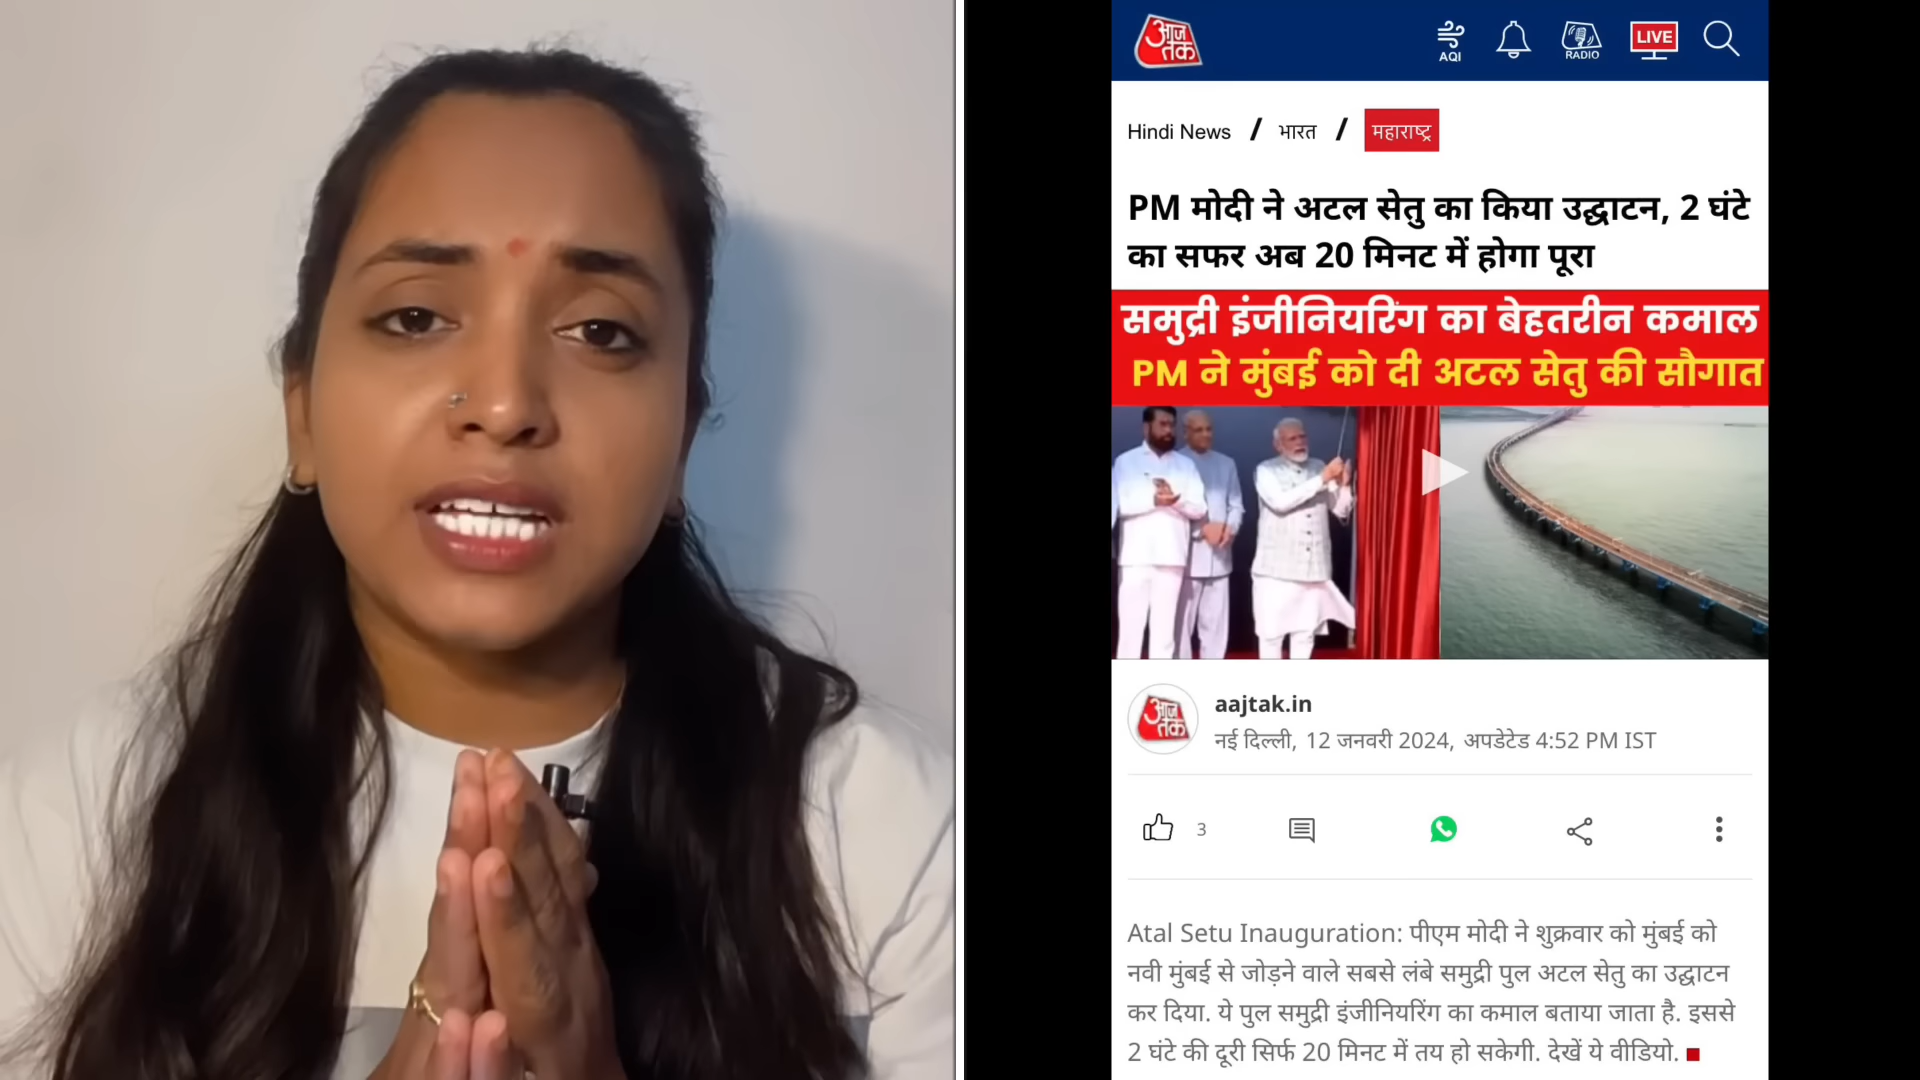 आज तक
AQI
RADIO
LIVE
Hindi News / भारत / महाराष्ट्र
PM मोदी ने अटल सेतु का किया उद्घाटन, 2 घंटे
का सफर अब 20 मिनट में होगा पूरा
समुद्री इंजीनियरिंग का बेहतरीन कमाल
PM ने मुंबई को दी अटल सेतु की सौगात
आज तक
aajtak.in
नई दिल्ली, 12 जनवरी 2024, अपडेटेड 4:52 PM IST
3
Atal Setu Inauguration: पीएम मोदी ने शुक्रवार को मुंबई को
नवी मुंबई से जोड़ने वाले सबसे लंबे समुद्री पुल अटल सेतु का उद्घाटन
कर दिया. ये पुल समुद्री इंजीनियरिंग का कमाल बताया जाता है. इससे
2 घंटे की दूरी सिर्फ 20 मिनट में तय हो सकेगी. देखें ये वीडियो.